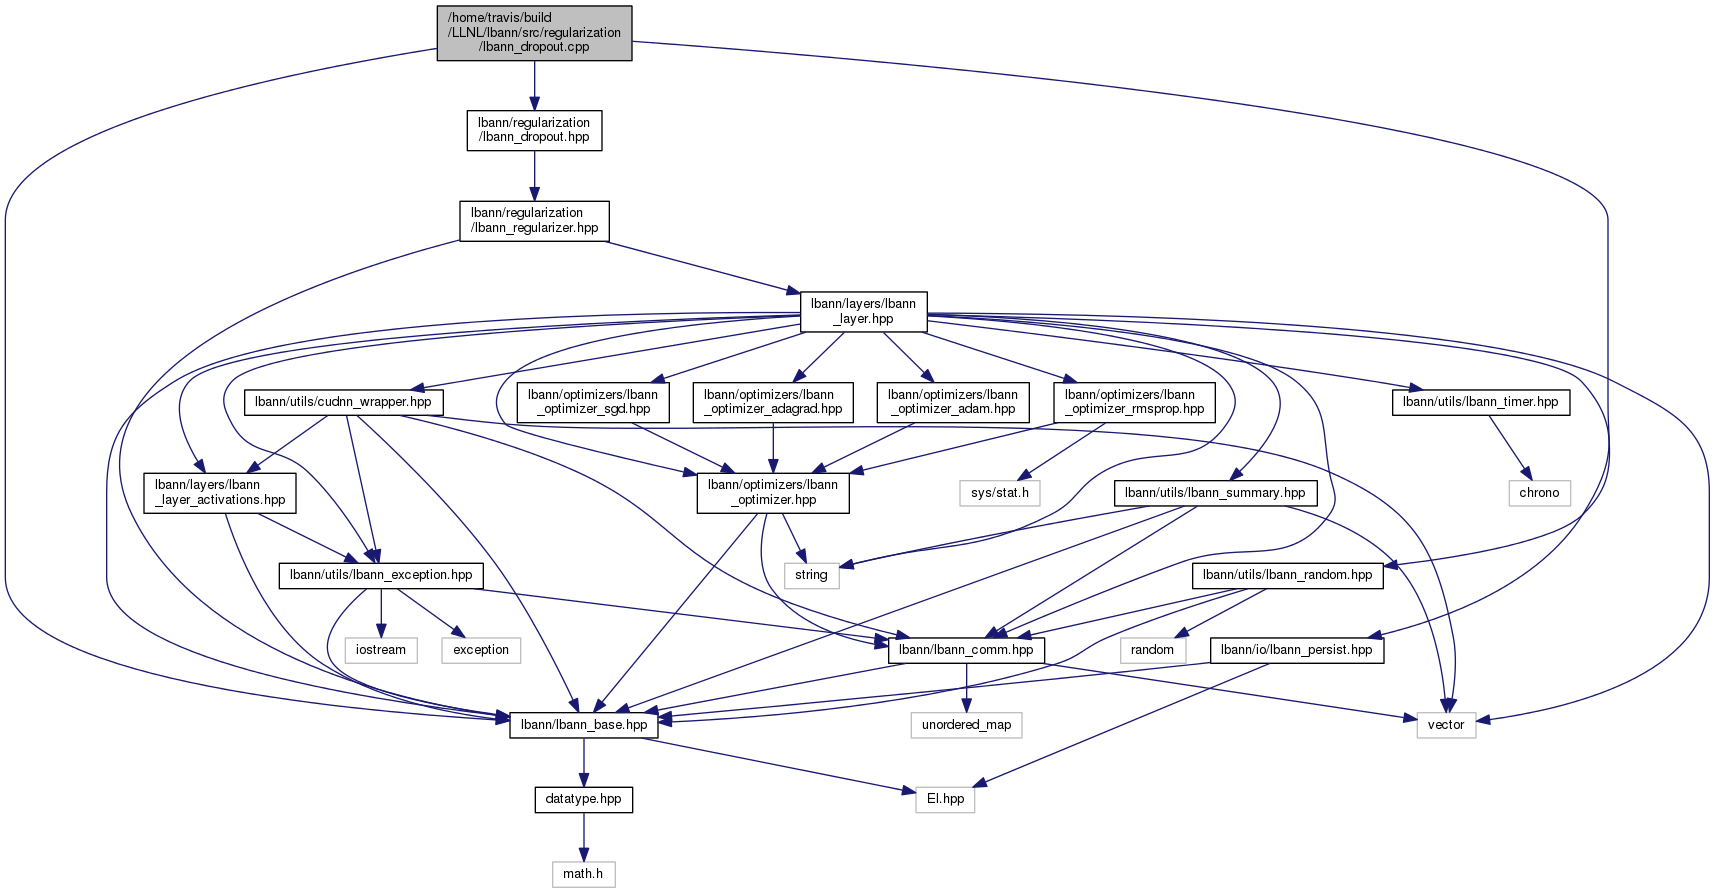 /home/travis/build
/LLNL/lbann/src/regularization
/lbann_dropout.cpp
lbann/regularization
/lbann_dropout.hpp
lbann/regularization
/lbann_regularizer.hpp
lbann/layers/lbann
_layer.hpp
lbann/utils/cudnn_wrapper.hpp
lbann/optimizers/lbann
_optimizer_sgd.hpp
lbann/optimizers/lbann
_optimizer_adagrad.hpp
lbann/optimizers/lbann
_optimizer_adam.hpp
lbann/optimizers/lbann
_optimizer_rmsprop.hpp
lbann/utils/lbann_timer.hpp
lbann/layers/lbann
_layer_activations.hpp
lbann/optimizers/lbann
_optimizer.hpp
sys/stat.h
lbann/utils/lbann_summary.hpp
chrono
lbann/utils/lbann_exception.hpp
string
lbann/utils/lbann_random.hpp
iostream
exception
lbann/lbann_comm.hpp
random
lbann/io/lbann_persist.hpp
lbann/lbann_base.hpp
unordered_map
vector
datatype.hpp
El.hpp
math.h